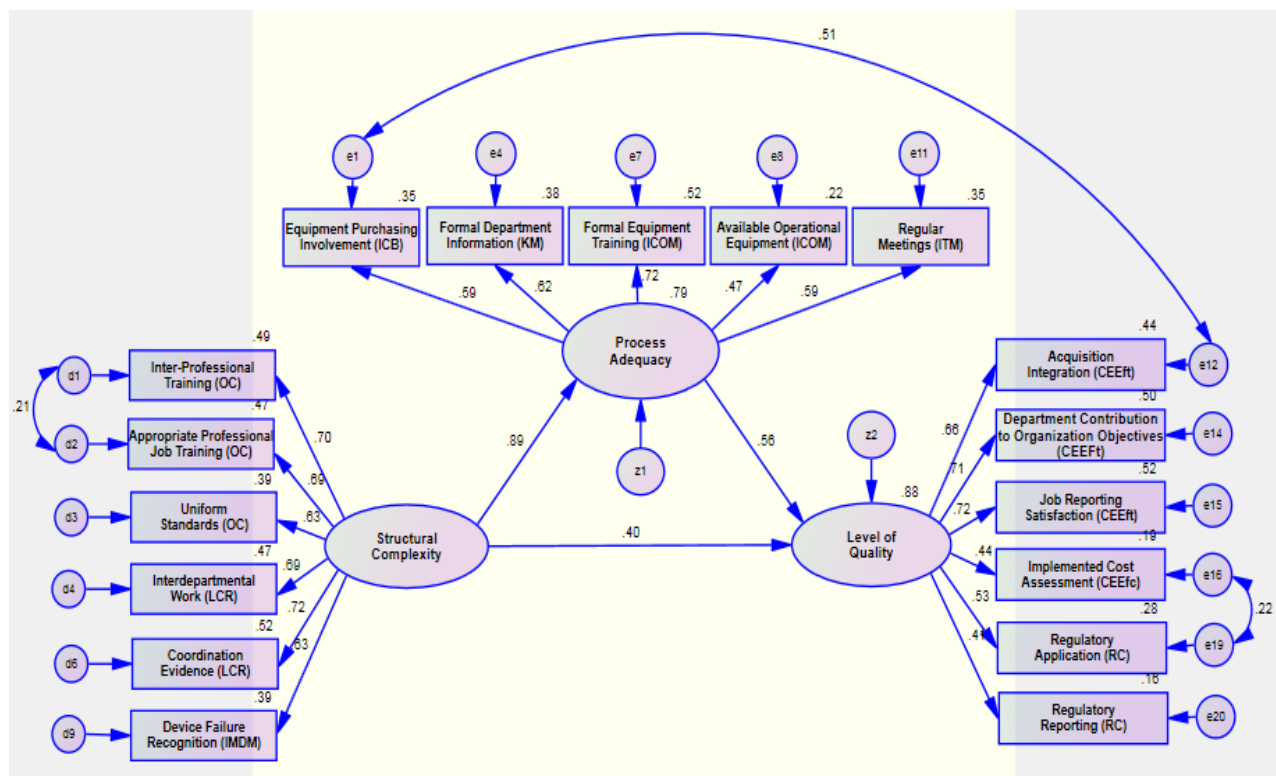 .51
e1
e4
e7
e8
e11
.35
.38
.52
.22
.35
Equipment Purchasing
Involvement (ICB)
Formal Department
Information (KM)
Formal Equipment
Training (ICOM)
Available Operational
Equipment (ICOM)
Regular
Meetings (ITM)
.59
.62
.72
.79
.47
.59
Process
Adequacy
z1
.49
d1
Inter-Professional
Training (OC)
.21
.47
d2
Appropriate Professional
Job Training (OC)
.70
.69
.39
d3
Uniform
Standards (OC)
.63
.47
d4
Interdepartmental
Work (LCR)
.69
.72
.52
d6
Coordination
Evidence (LCR)
.63
.39
d9
Device Failure
Recognition (IMDM)
Structural
Complexity
.89
.56
.40
z2
.88
Level of
Quality
.44
Acquisition
Integration (CEEft)
e12
.66
.50
Department Contribution
to Organization Objectives
(CEEFt)
e14
.71
.52
Job Reporting
Satisfaction (CEEft)
e15
.72
.19
Implemented Cost
Assessment (CEEfc)
e16
.44
.22
.28
Regulatory
Application (RC)
e19
.53
.16
Regulatory
Reporting (RC)
e20
.41